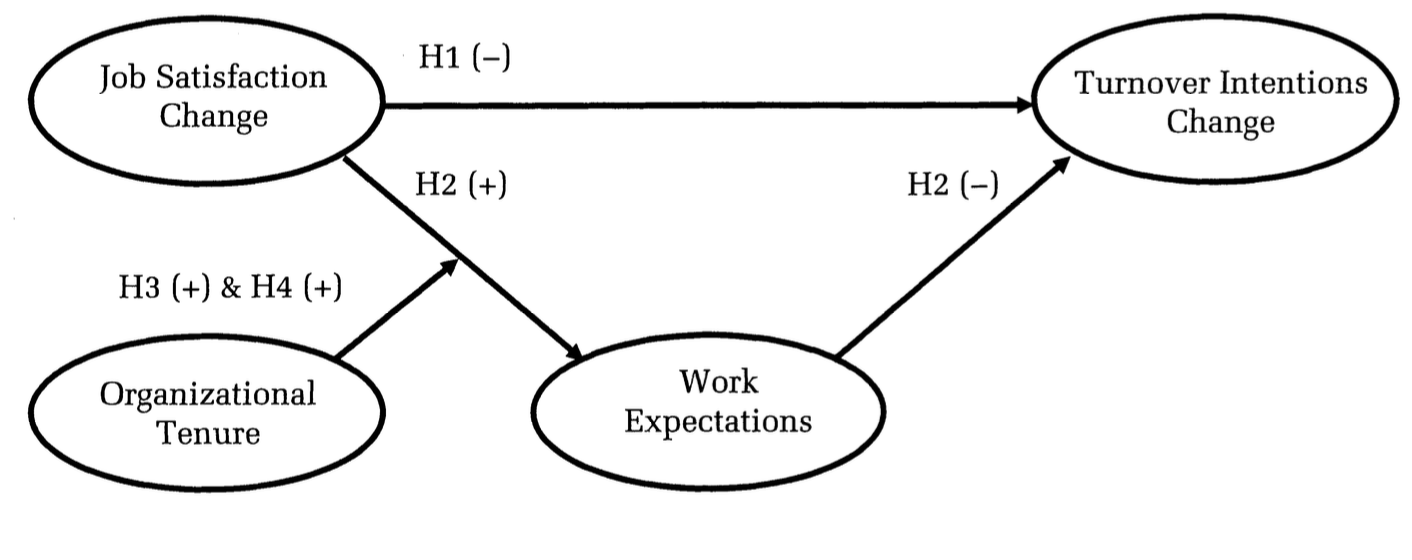 H1 (–)
Job Satisfaction
Change
Turnover Intentions
Change
H2 (+)
H2 (–)
H3 (+) & H4 (+)
Organizational
Tenure
Work
Expectations